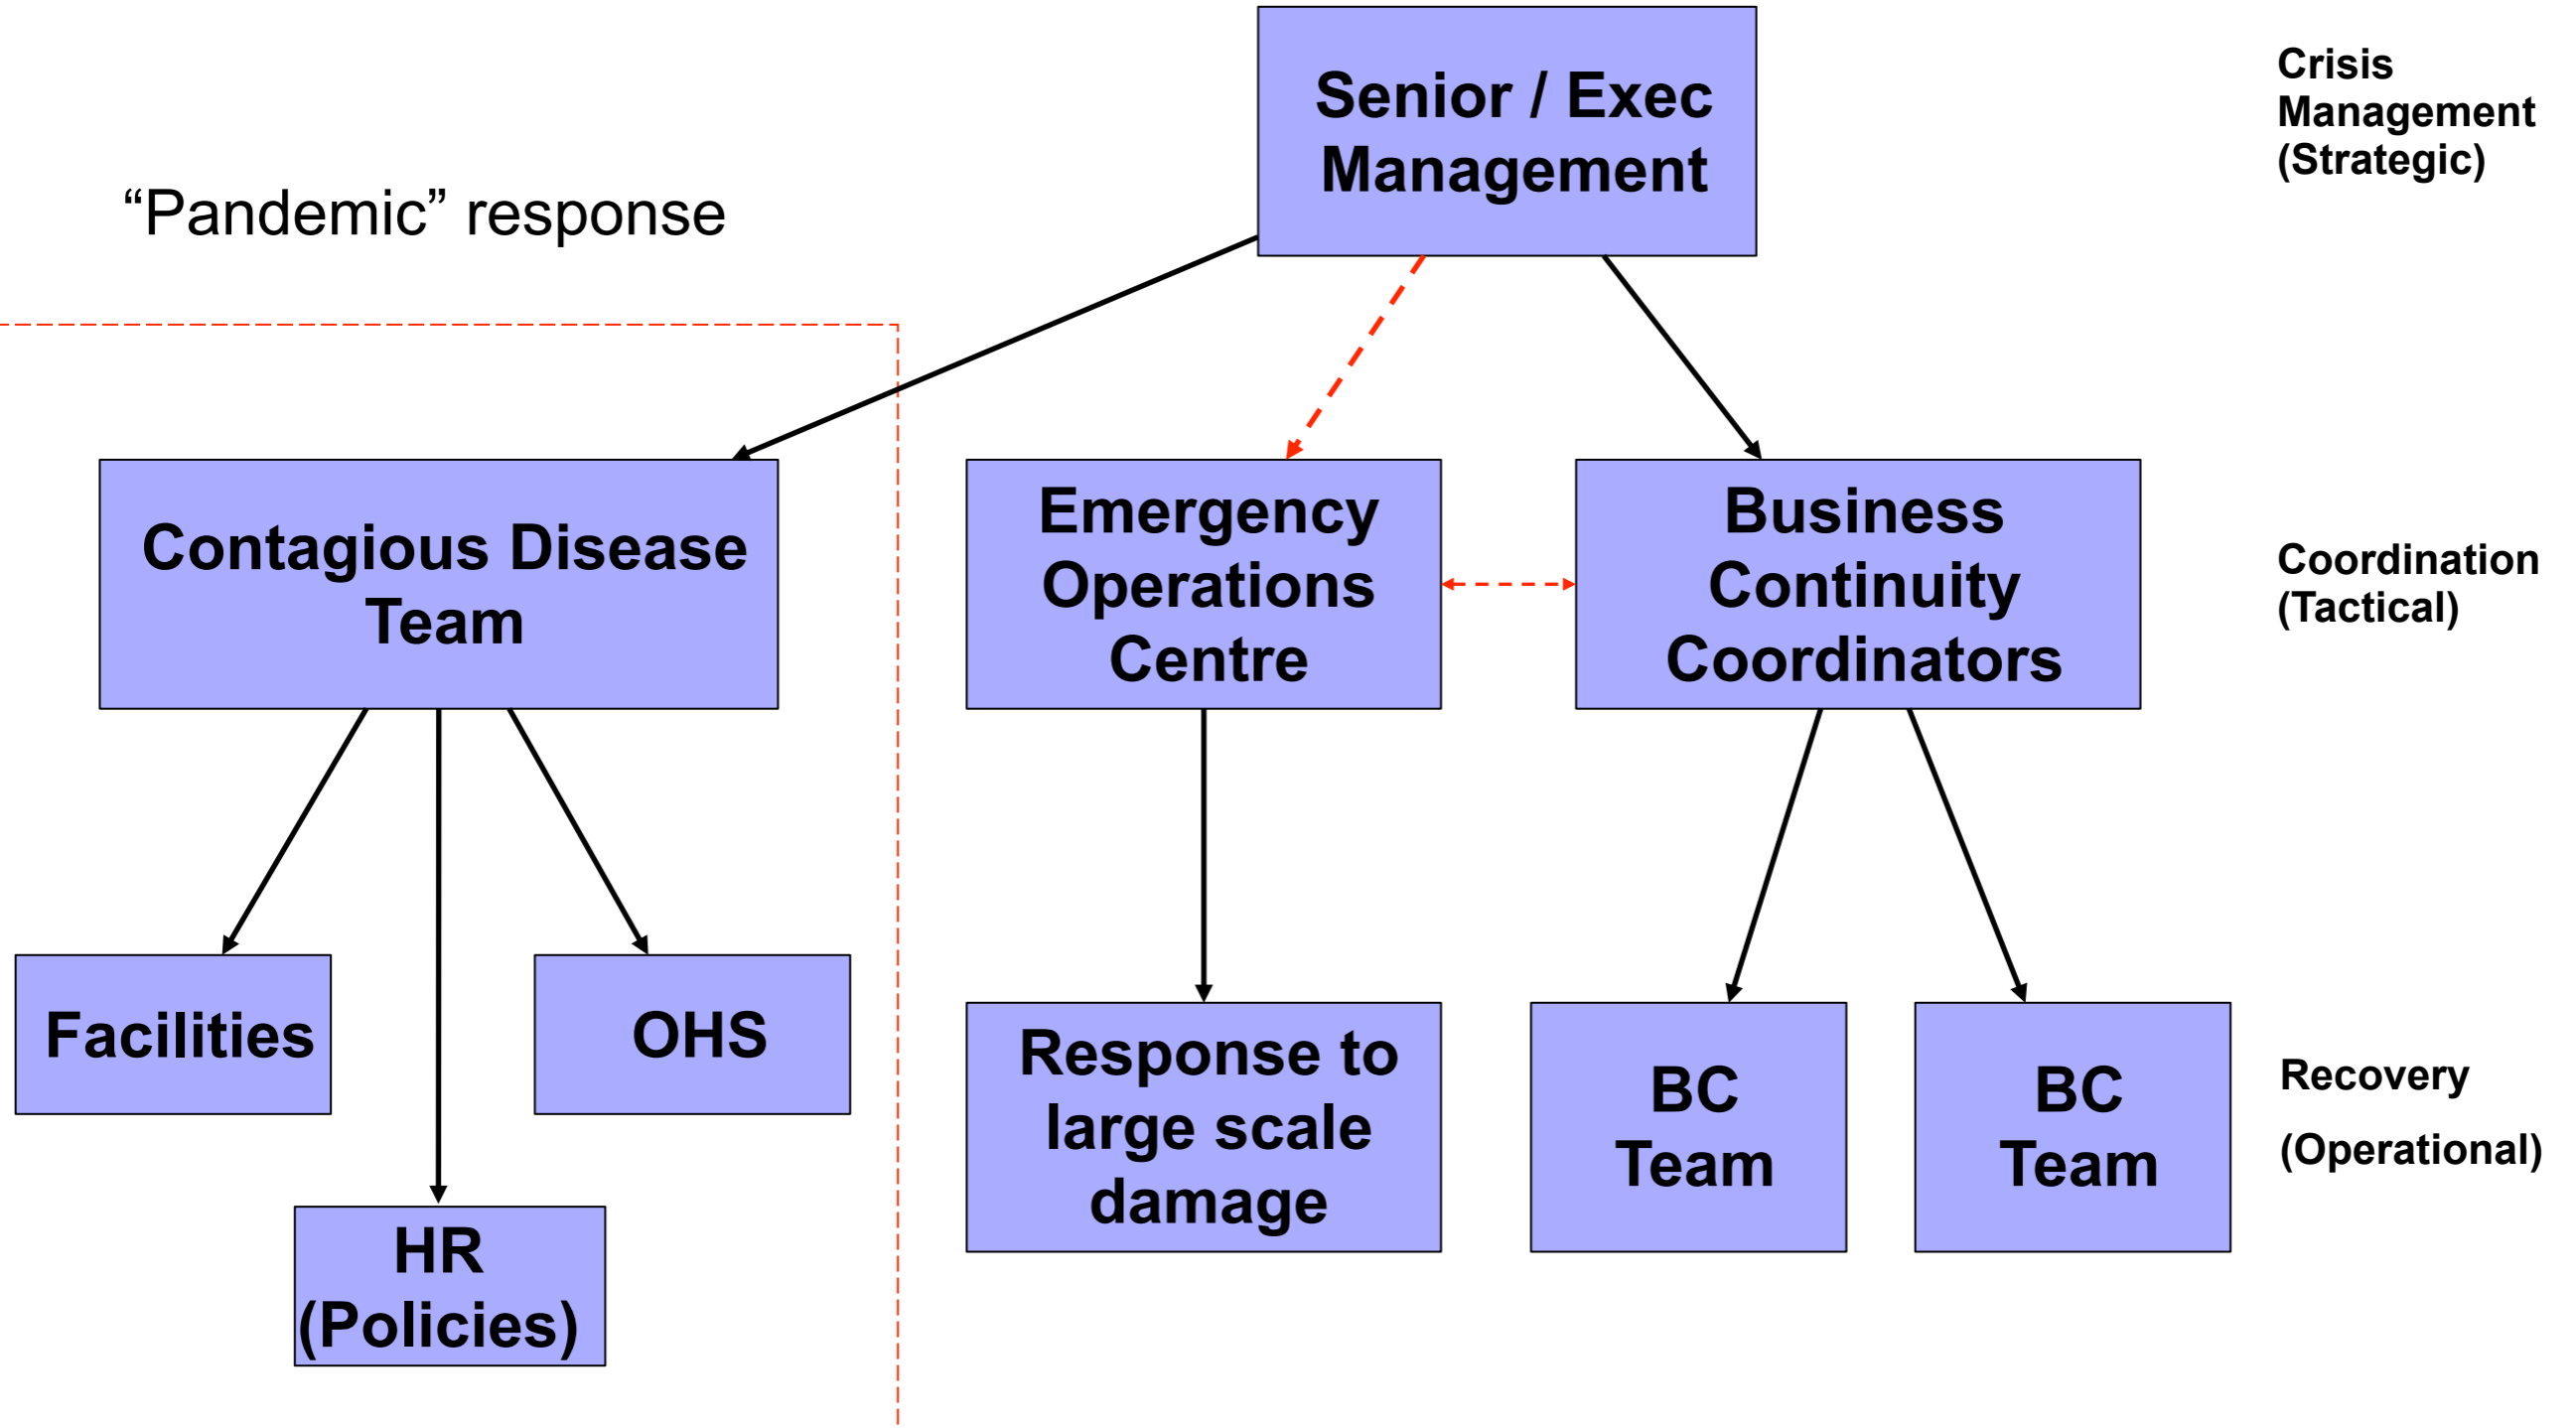 Senior / Exec
Management
Crisis
Management
(Strategic)
“Pandemic” response
Contagious Disease
Team
Emergency
Operations
Centre
Business
Continuity
Coordinators
Coordination
(Tactical)
Facilities
OHS
HR
(Policies)
Response to
large scale
damage
BC
Team
BC
Team
Recovery
(Operational)